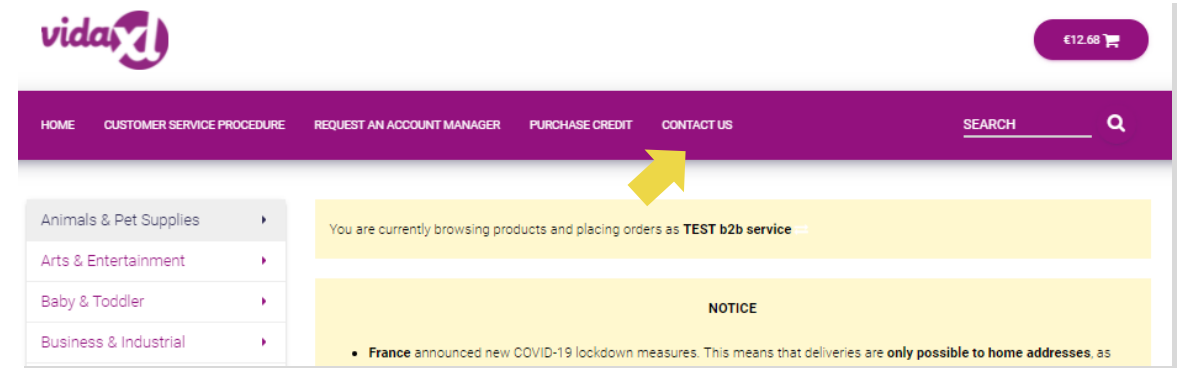 vidaXL
€12.68
HOME CUSTOMER SERVICE PROCEDURE REQUEST AN ACCOUNT MANAGER PURCHASE CREDIT CONTACT US SEARCH
Animals & Pet Supplies
Arts & Entertainment
Baby & Toddler
Business & Industrial
You are currently browsing products and placing orders as TEST b2b service
NOTICE
• France announced new COVID-19 lockdown measures. This means that deliveries are only possible to home addresses, as